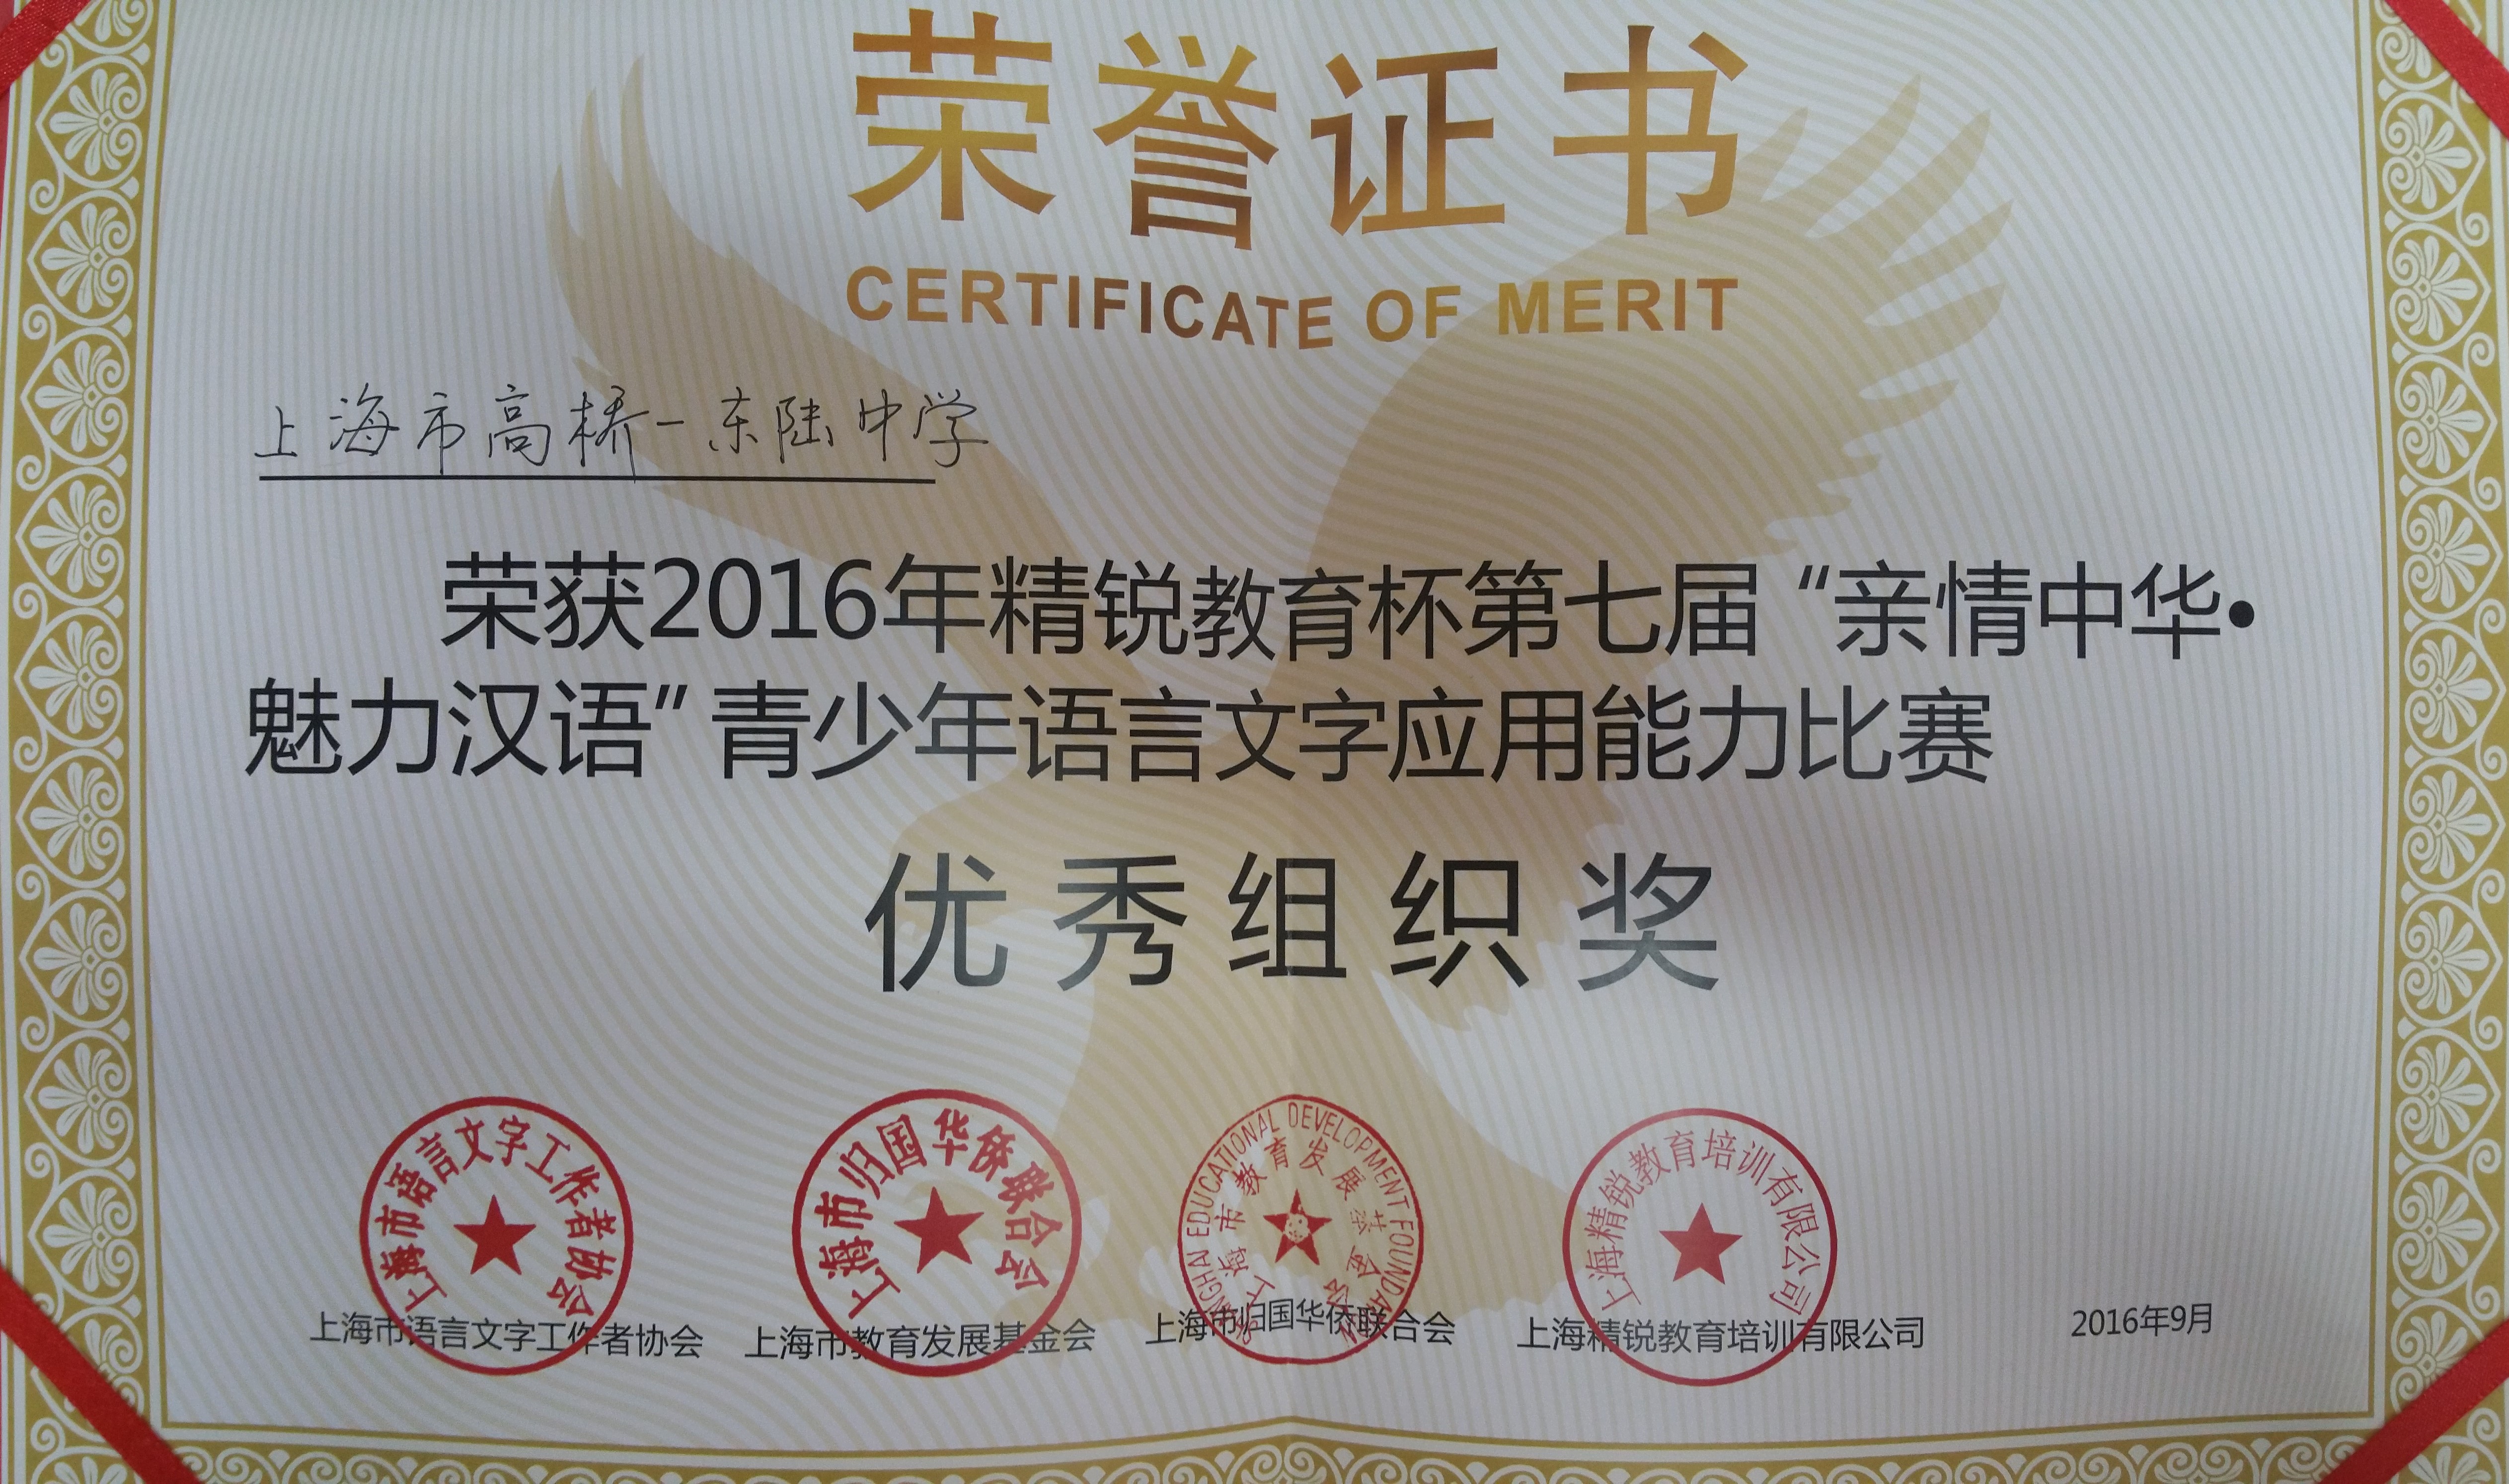 荣誉证书
CERTIFICATE OF MERIT
上海市高桥-东陆中学
荣获2016年精锐教育杯第七届“亲情中华•
魅力汉语”青少年语言文字应用能力比赛
优秀组织奖
上海市语言文字工作者协会
上海市归国华侨联合会
SHANGHAI EDUCATIONAL DEVELOPMENT FOUNDATION
上海市教育发展基金会
上海精锐教育培训有限公司
上海市语言文字工作者协会 上海市教育发展基金会 上海市归国华侨联合会 上海精锐教育培训有限公司 2016年9月